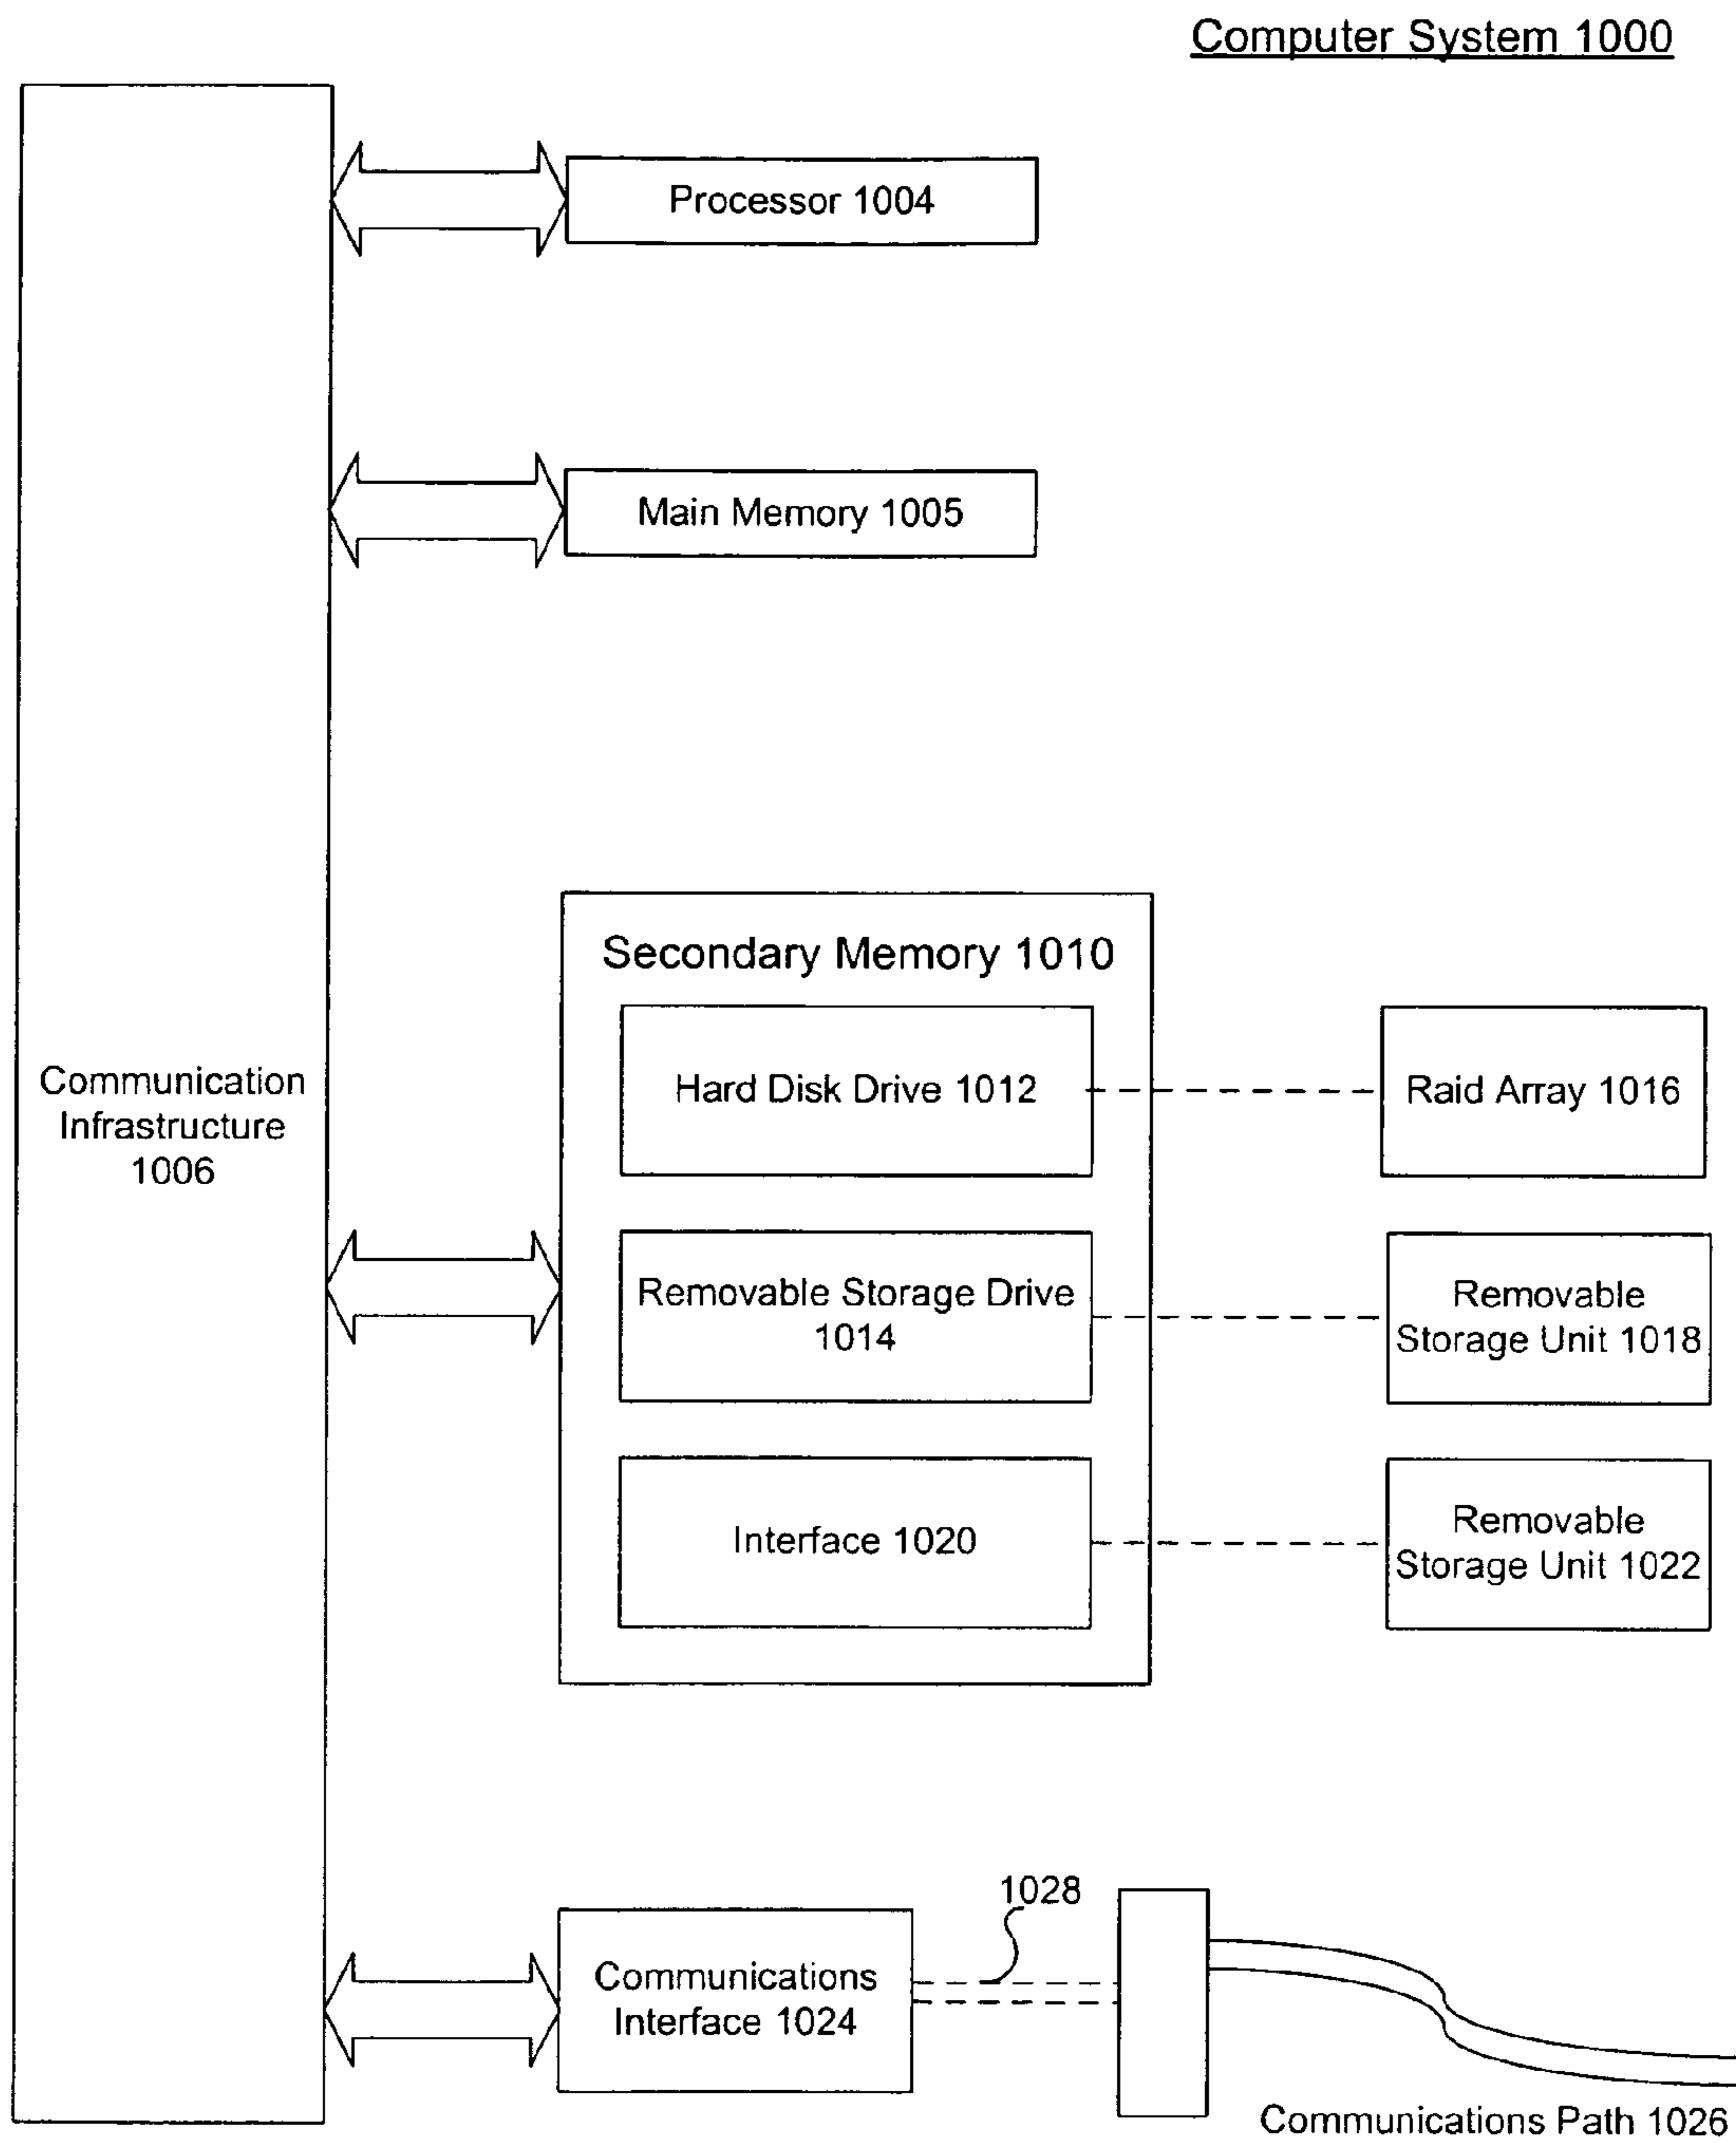 Computer System 1000
Processor 1004
Main Memory 1005
Communication
Infrastructure
1006
Secondary Memory 1010
Hard Disk Drive 1012
Raid Array 1016
Removable Storage Drive
1014
Removable
Storage Unit 1018
Interface 1020
Removable
Storage Unit 1022
1028
Communications
Interface 1024
Communications Path 1026